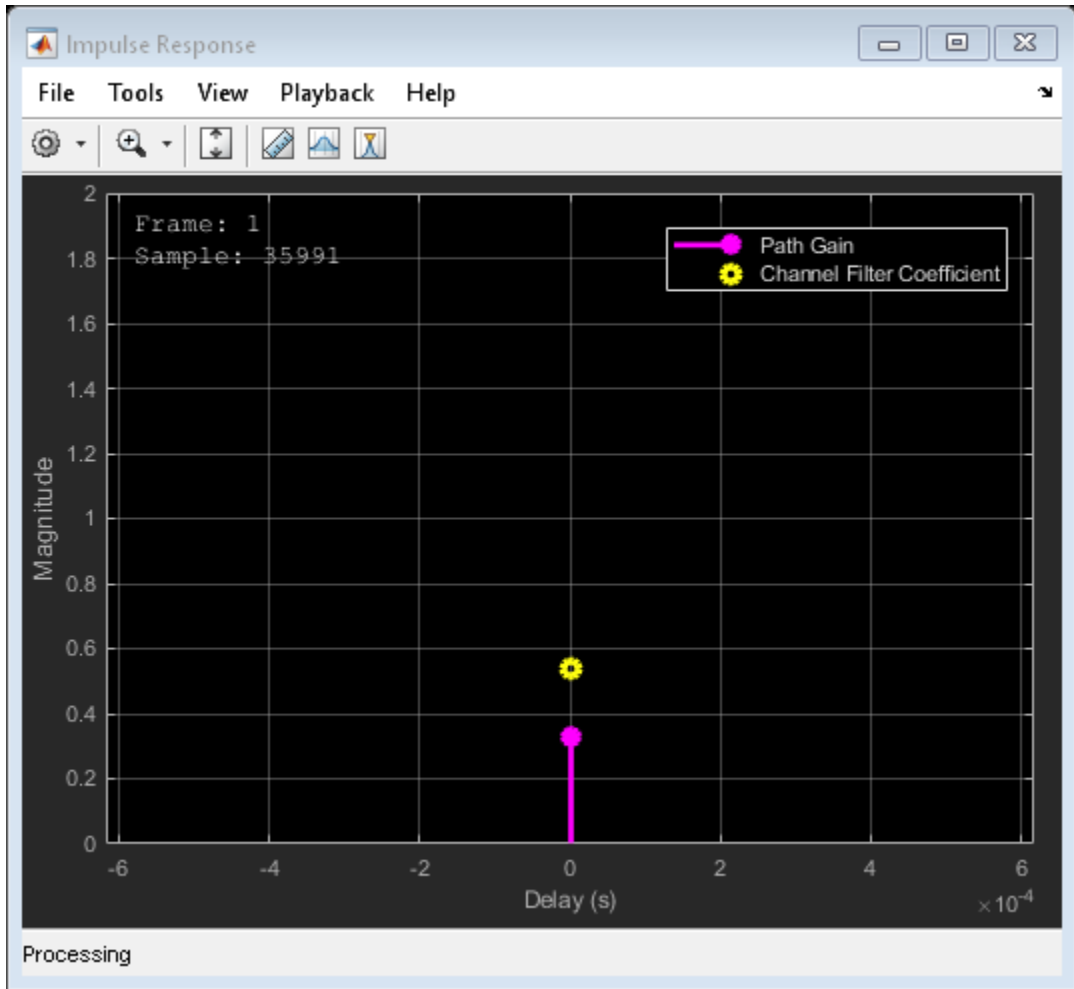 Impulse Response
File Tools View Playback Help
Frame: 1
Sample: 35991
Path Gain
Channel Filter Coefficient
2
1.8
1.6
1.4
1.2
1
0.8
0.6
0.4
0.2
0
Magnitude
-6 -4 -2 0 2 4 6
Delay (s)
×10⁻⁴
Processing